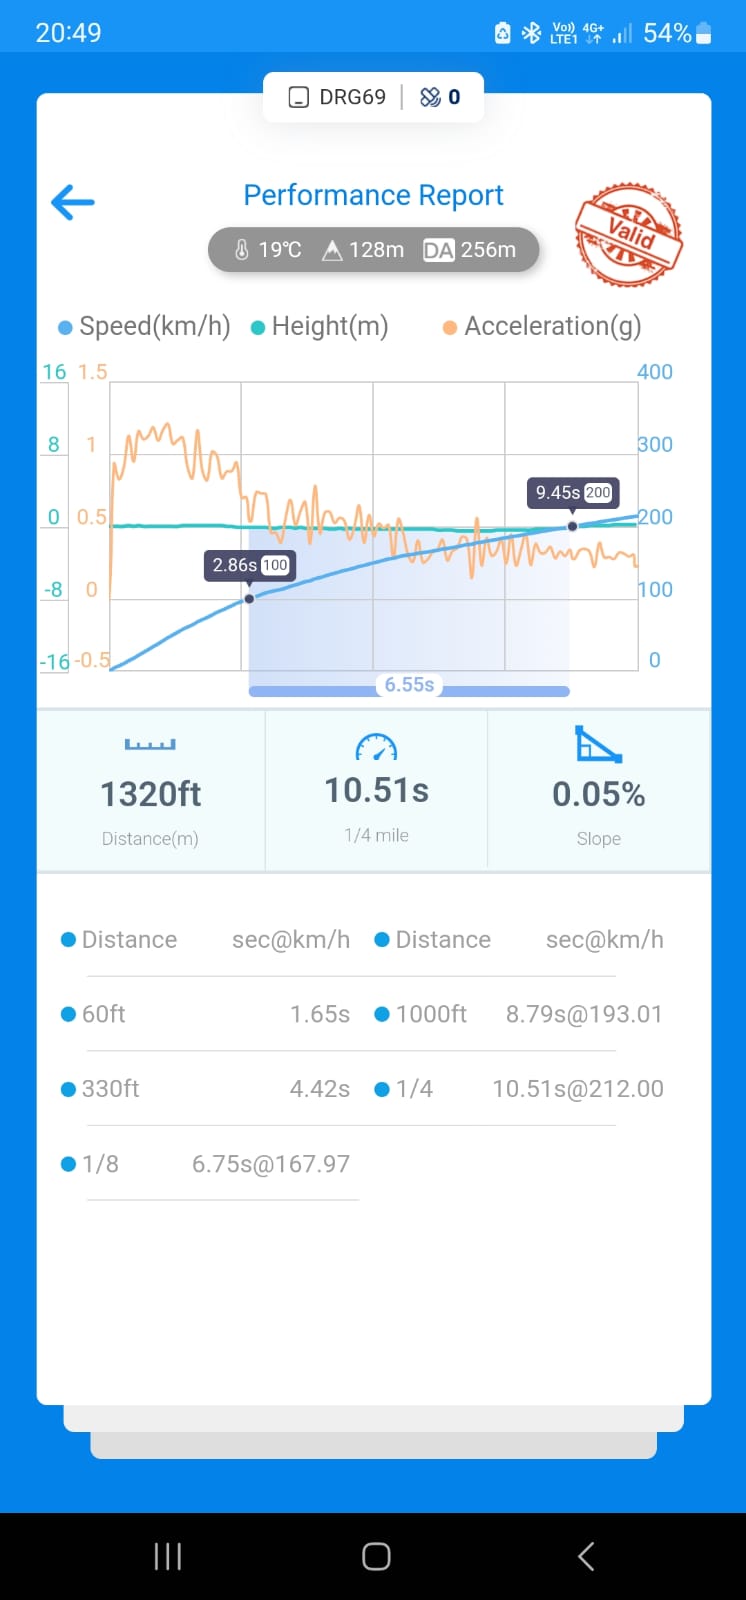 20:49 Vo)) LTE1 4G+ 54%
DRG69 | 0
Performance Report
Valid
19℃ 128m DA 256m
Speed(km/h) Height(m) Acceleration(g)
16 1.5 400
8 1 300
9.45s 200
0 0.5 200
2.86s 100
-8 0 100
-16 -0.5 0
6.55s
1320ft 10.51s 0.05%
Distance(m) 1/4 mile Slope
Distance sec@km/h Distance sec@km/h
60ft 1.65s 1000ft 8.79s@193.01
330ft 4.42s 1/4 10.51s@212.00
1/8 6.75s@167.97